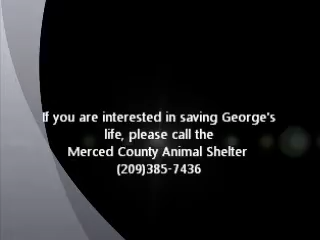 If you are interested in saving George's
life, please call the
Merced County Animal Shelter
(209)385-7436